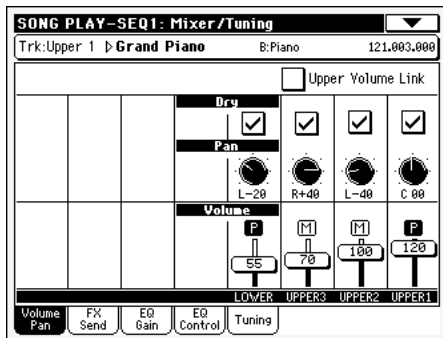 SONG PLAY-SEQ1: Mixer/Tuning
Trk:Upper 1 Grand Piano B:Piano 121.003.000
Upper Volume Link
Dry
Pan
L-20 R+40 L-40 C 00
Volume
P M M P
55 70 100 120
LOWER UPPER3 UPPER2 UPPER1
Volume Pan FX Send EQ Gain EQ Control Tuning